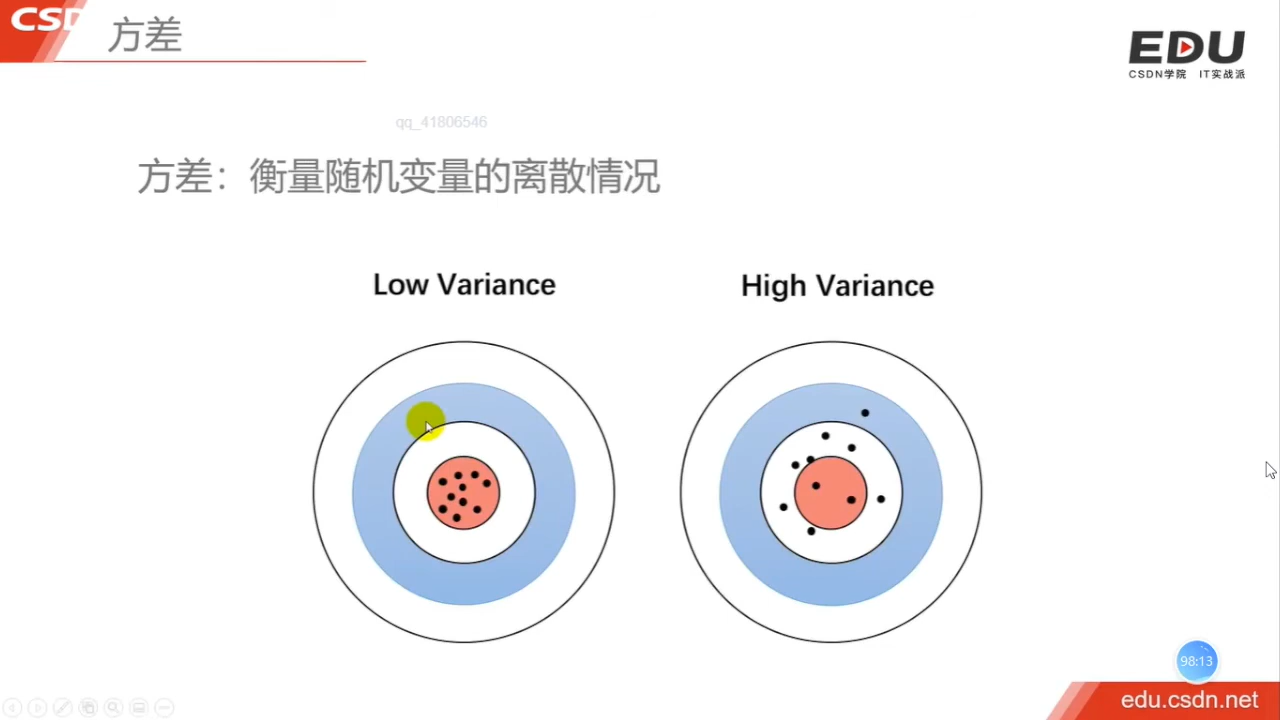 CSD
方差
EDU
CSDN学院 IT实战派
qq_41806546
方差：衡量随机变量的离散情况
Low Variance
High Variance
98:13
edu.csdn.net